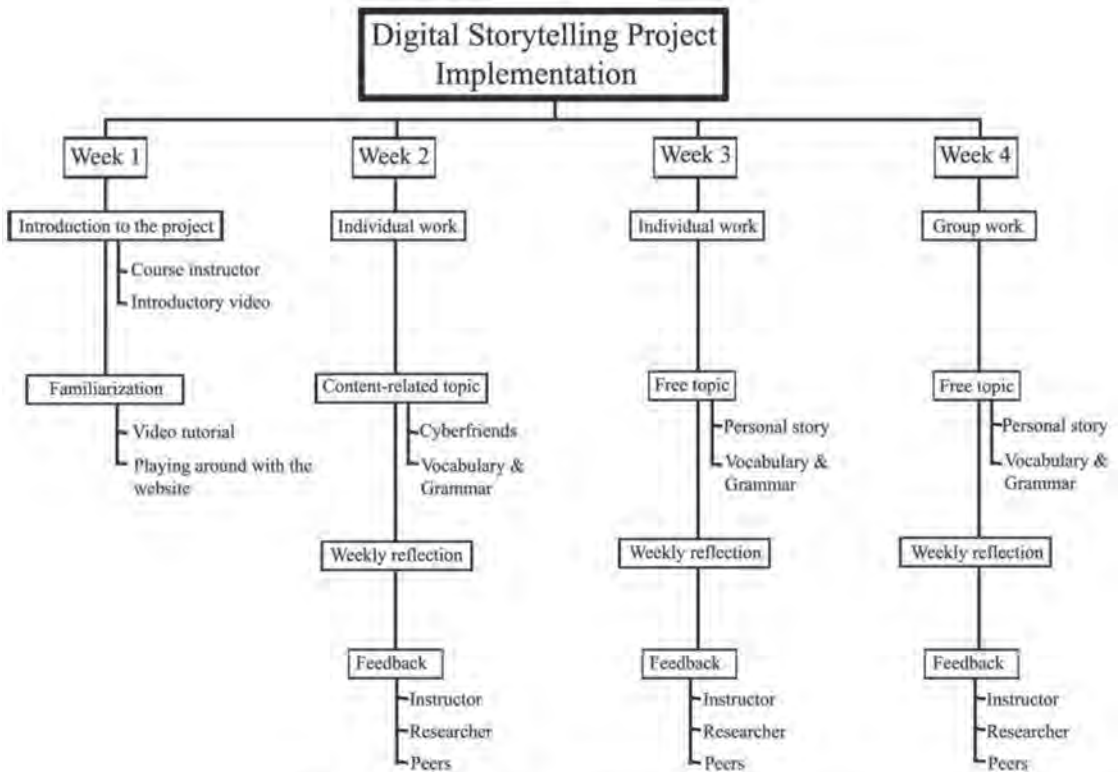 Digital Storytelling Project
Implementation
Week 1
Introduction to the project
Course instructor
Introductory video
Familiarization
Video tutorial
Playing around with the
website
Week 2
Individual work
Content-related topic
Cyberfriends
Vocabulary &
Grammar
Weekly reflection
Feedback
Instructor
Researcher
Peers
Week 3
Individual work
Free topic
Personal story
Vocabulary &
Grammar
Weekly reflection
Feedback
Instructor
Researcher
Peers
Week 4
Group work
Free topic
Personal story
Vocabulary &
Grammar
Weekly reflection
Feedback
Instructor
Researcher
Peers